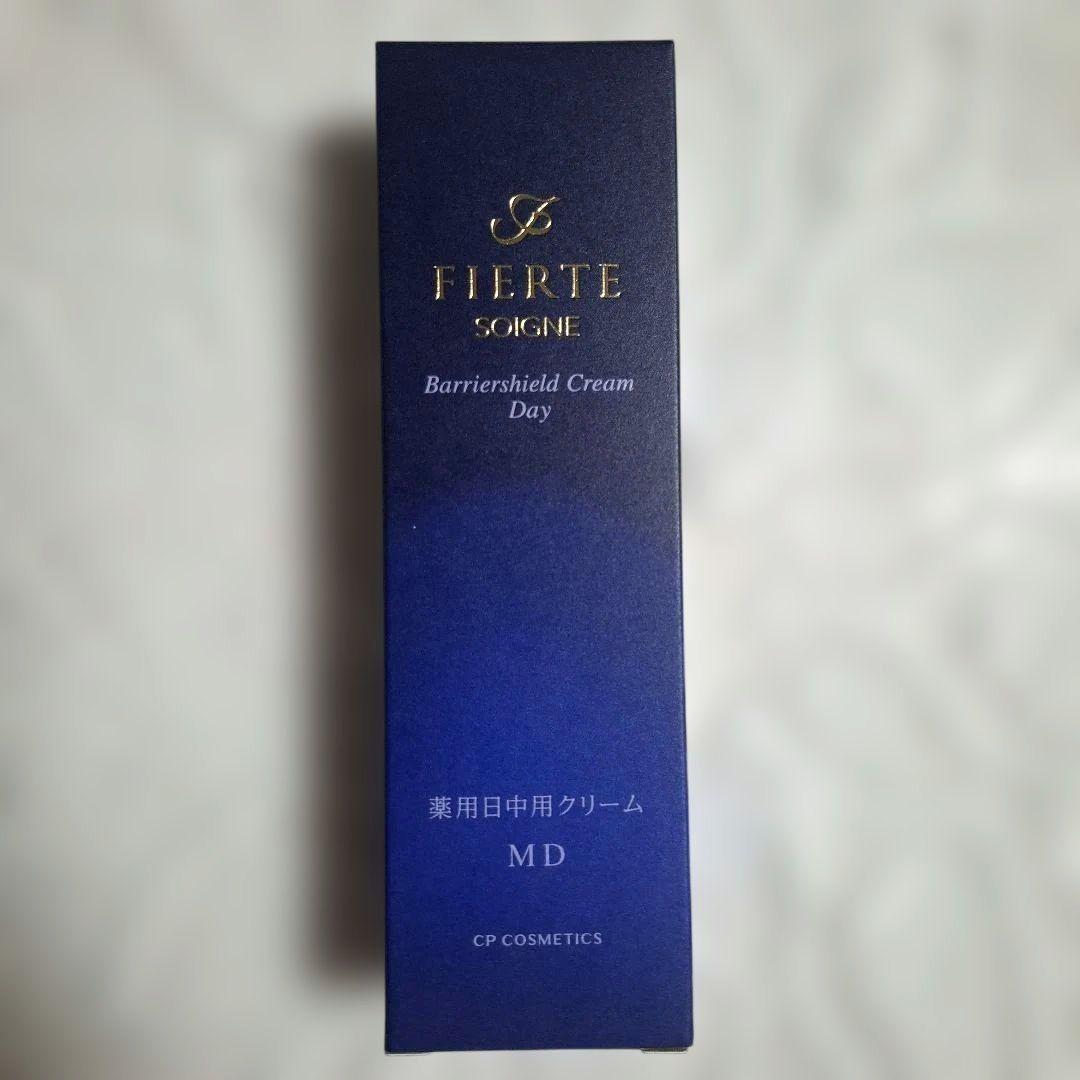 FIERTE
SOIGNE
Barriershield Cream
Day
薬用日中用クリーム
MD
CP COSMETICS